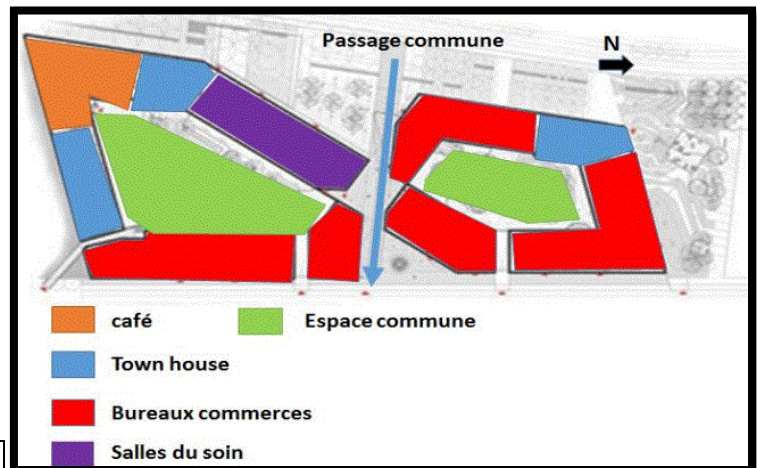 Passage commune
N
café
Espace commune
Town house
Bureaux commerces
Salles du soin